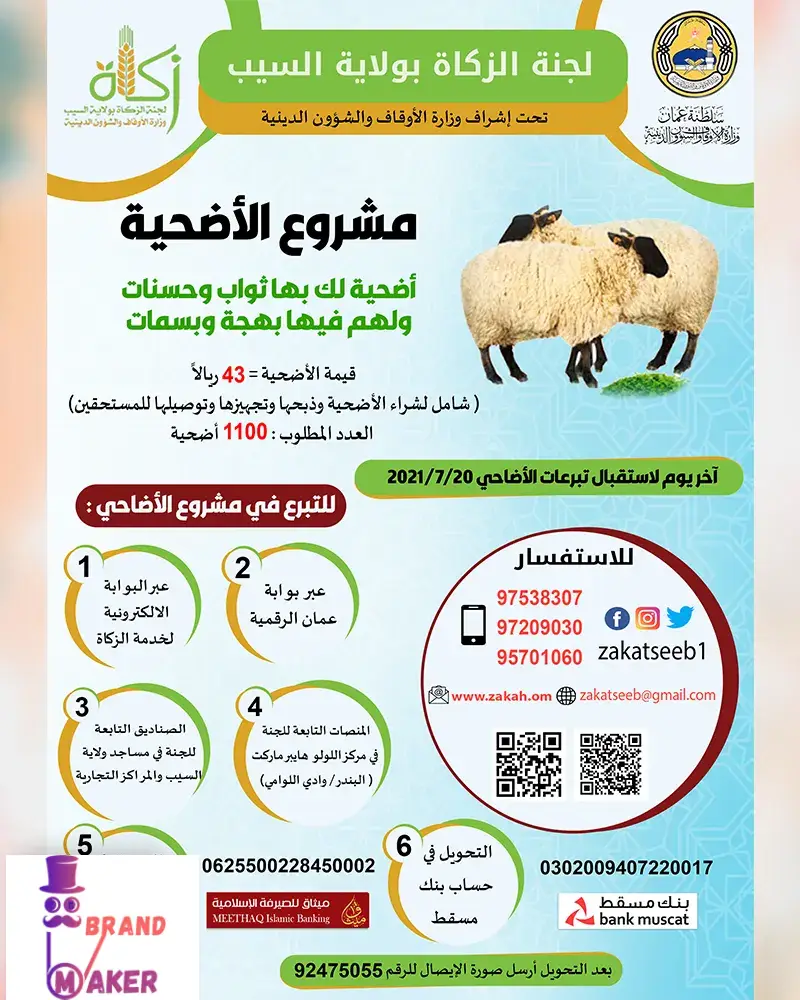 لجنة الزكاة بولاية السيب
تحت إشراف وزارة الأوقاف والشؤون الدينية
سلطنة عمان
وزارة الأوقاف والشؤون الدينية
زكاة
لجنة الزكاة بولاية السيب
وزارة الأوقاف والشؤون الدينية
مشروع الأضحية
أضحية لك بها ثواب وحسنات
ولهم فيها بهجة وبسمات
قيمة الأضحية = 43 ريالاً
( شامل لشراء الأضحية وذبحها وتجهيزها وتوصيلها للمستحقين)
العدد المطلوب : 1100 أضحية
آخر يوم لاستقبال تبرعات الأضاحي 2021/7/20
للتبرع في مشروع الأضاحي :
1
عبر البوابة
الالكترونية
لخدمة الزكاة
2
عبر بوابة
عمان الرقمية
3
الصناديق التابعة
للجنة في مساجد ولاية
السيب والمراكز التجارية
4
المنصات التابعة للجنة
في مركز اللولو هايبر ماركت
( البندر / وادي اللوامي)
للاستفسار
97538307
97209030
95701060
zakatseeb1
www.zakah.om
zakatseeb@gmail.com
5
0625500228450002
ميثاق للصيرفة الإسلامية
MEETHAQ Islamic Banking
ميثاق
6
التحويل في
حساب بنك
مسقط
0302009407220017
بنك مسقط
bank muscat
بعد التحويل أرسل صورة الإيصال للرقم 92475055
BRAND
MAKER